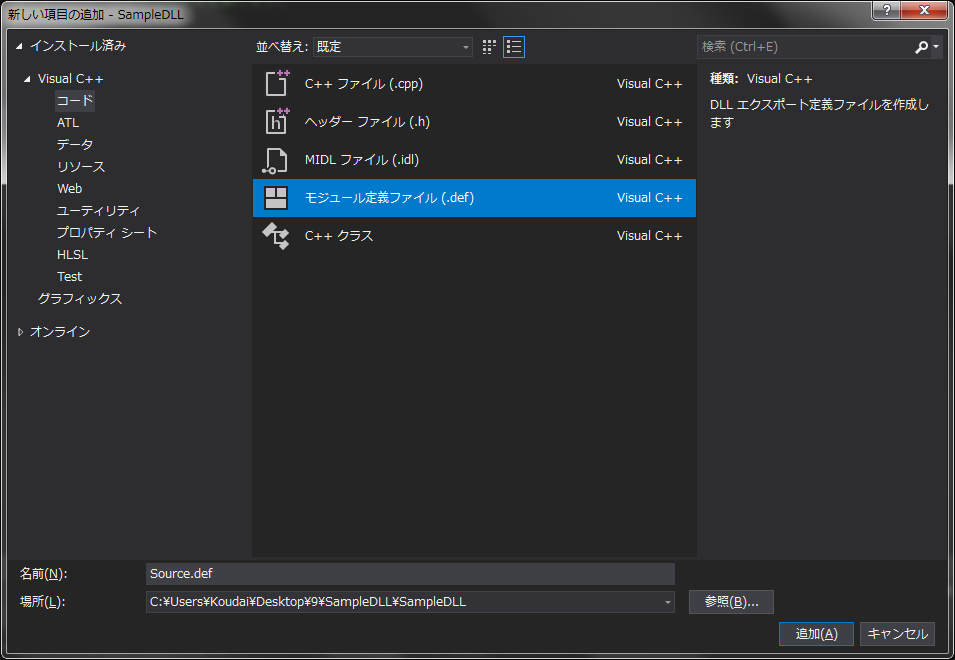 新しい項目の追加 - SampleDLL
?
インストール済み
Visual C++
コード
ATL
データ
リソース
Web
ユーティリティ
プロパティ シート
HLSL
Test
グラフィックス
オンライン
並べ替え: 既定
C++ ファイル (.cpp) Visual C++
ヘッダー ファイル (.h) Visual C++
MIDL ファイル (.idl) Visual C++
モジュール定義ファイル (.def) Visual C++
C++ クラス Visual C++
検索 (Ctrl+E)
種類: Visual C++
DLL エクスポート定義ファイルを作成し
ます
名前(N): Source.def
場所(L): C:¥Users¥Koudai¥Desktop¥9¥SampleDLL¥SampleDLL
参照(B)...
追加(A) キャンセル